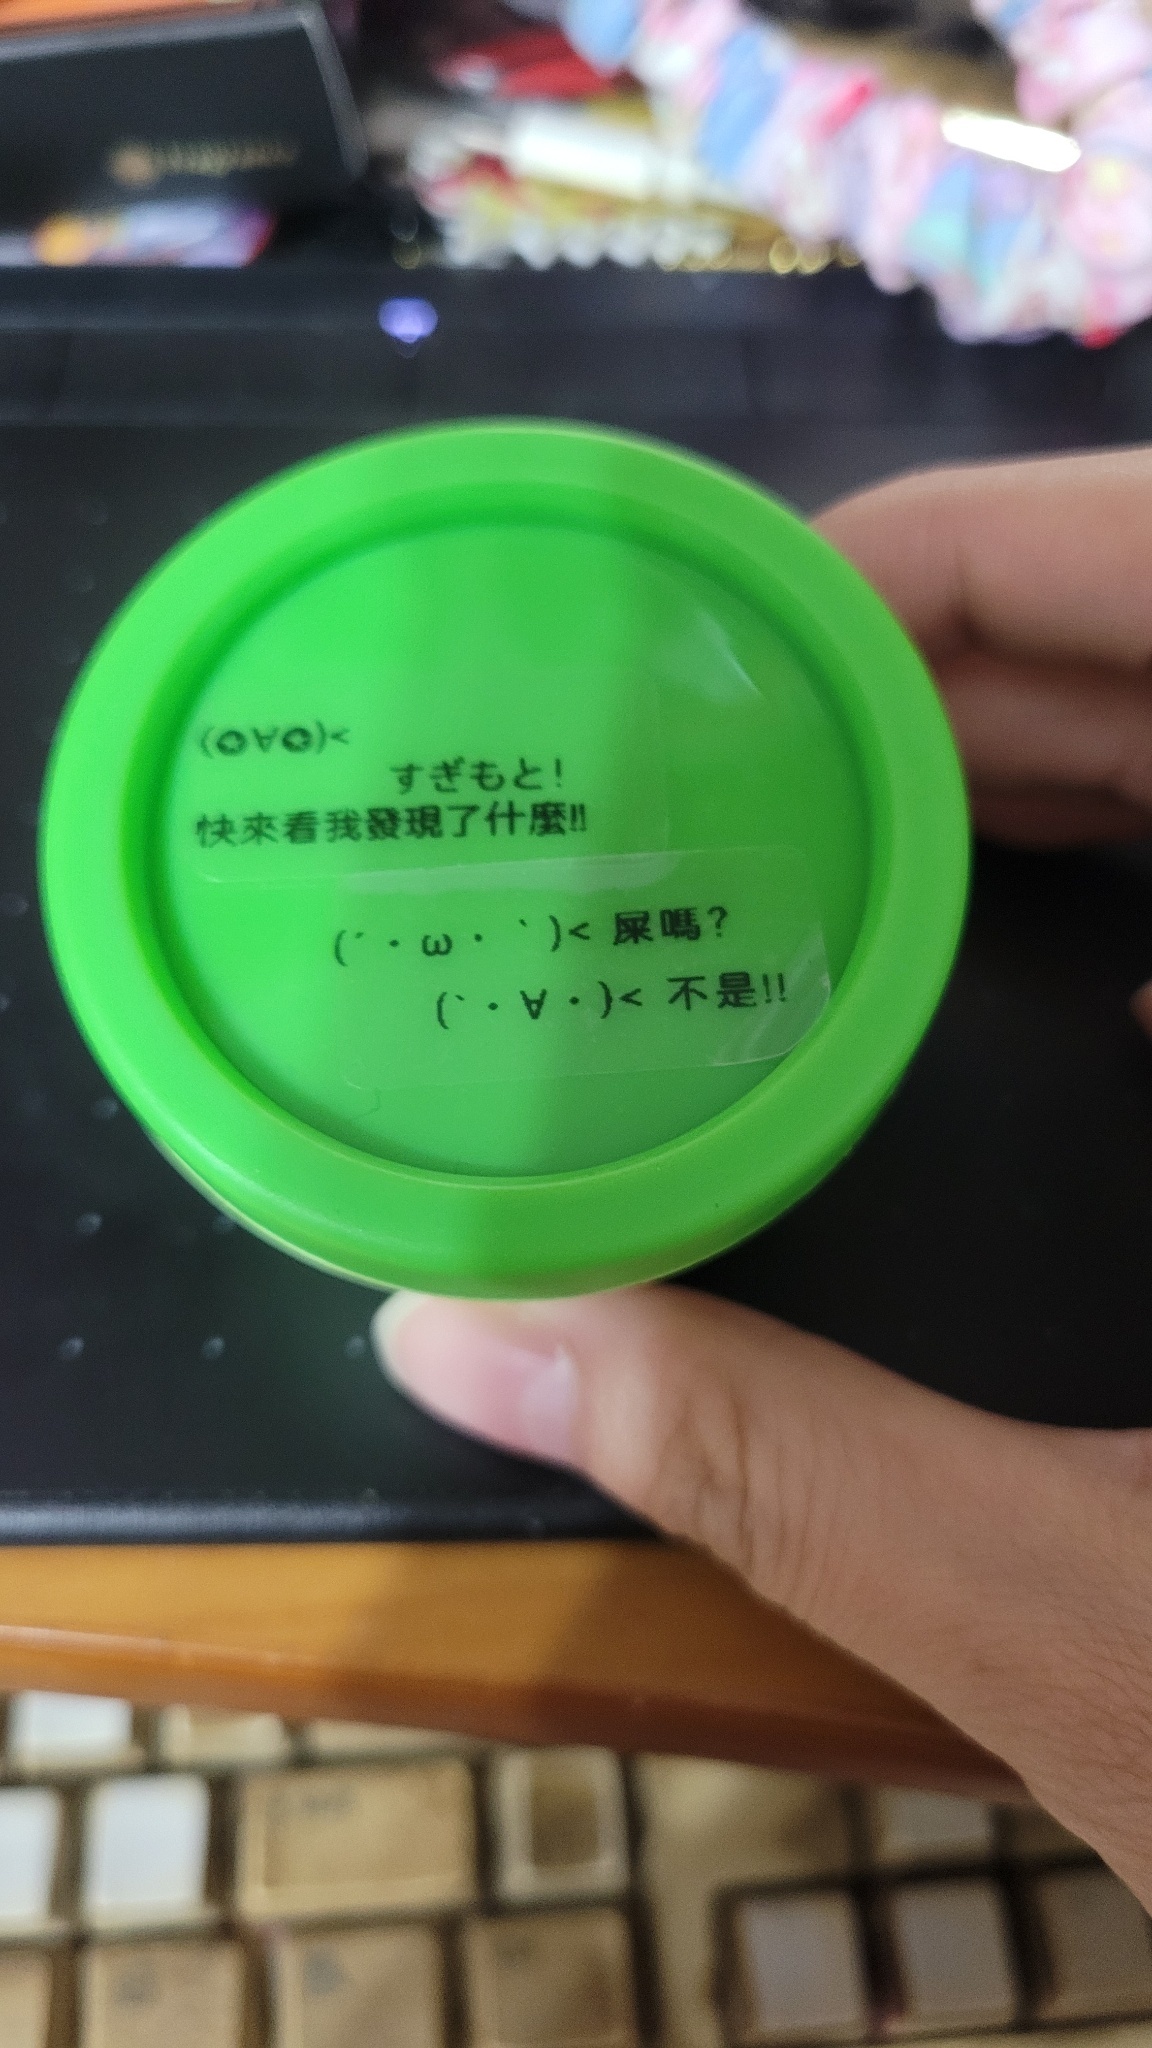 (✪∀✪)<
すぎもと!
快來看我發現了什麼!!
(´・ω・｀)< 屎嗎?
(｀・∀・´)< 不是!!